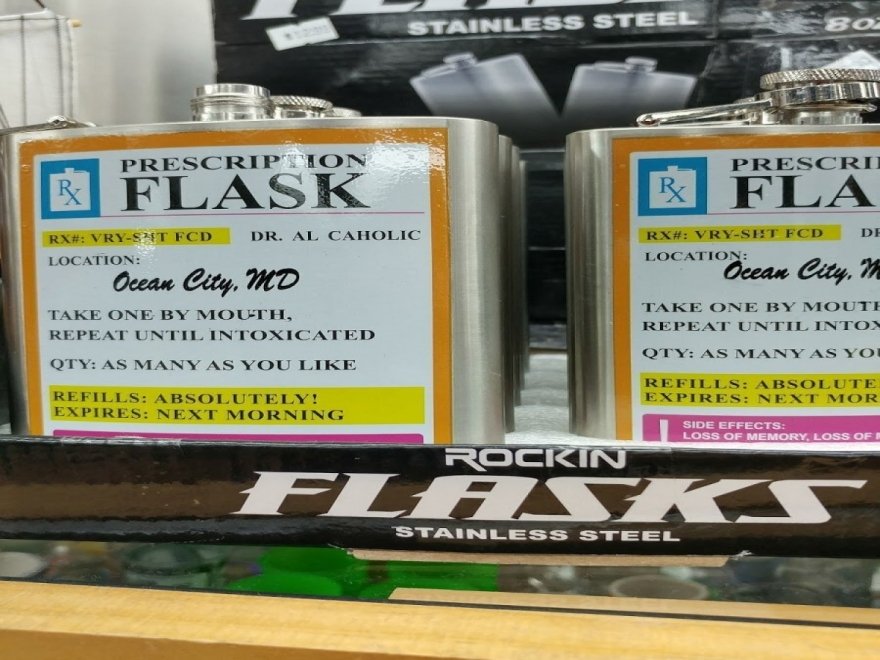 STAINLESS STEEL
PRESCRIPTION
FLASK
Rx
RX#: VRY-SHT FCD
DR. AL CAHOLIC
LOCATION:
Ocean City, MD
TAKE ONE BY MOUTH,
REPEAT UNTIL INTOXICATED
QTY: AS MANY AS YOU LIKE
REFILLS: ABSOLUTELY!
EXPIRES: NEXT MORNING
PRESCRI
FLA
Rx
RX#: VRY-SHT FCD
LOCATION:
Ocean City, M
TAKE ONE BY MOUTH
REPEAT UNTIL INTOX
QTY: AS MANY AS YOU
REFILLS: ABSOLUTE
EXPIRES: NEXT MOR
SIDE EFFECTS:
LOSS OF MEMORY, LOSS OF
ROCKIN
FLASKS
STAINLESS STEEL